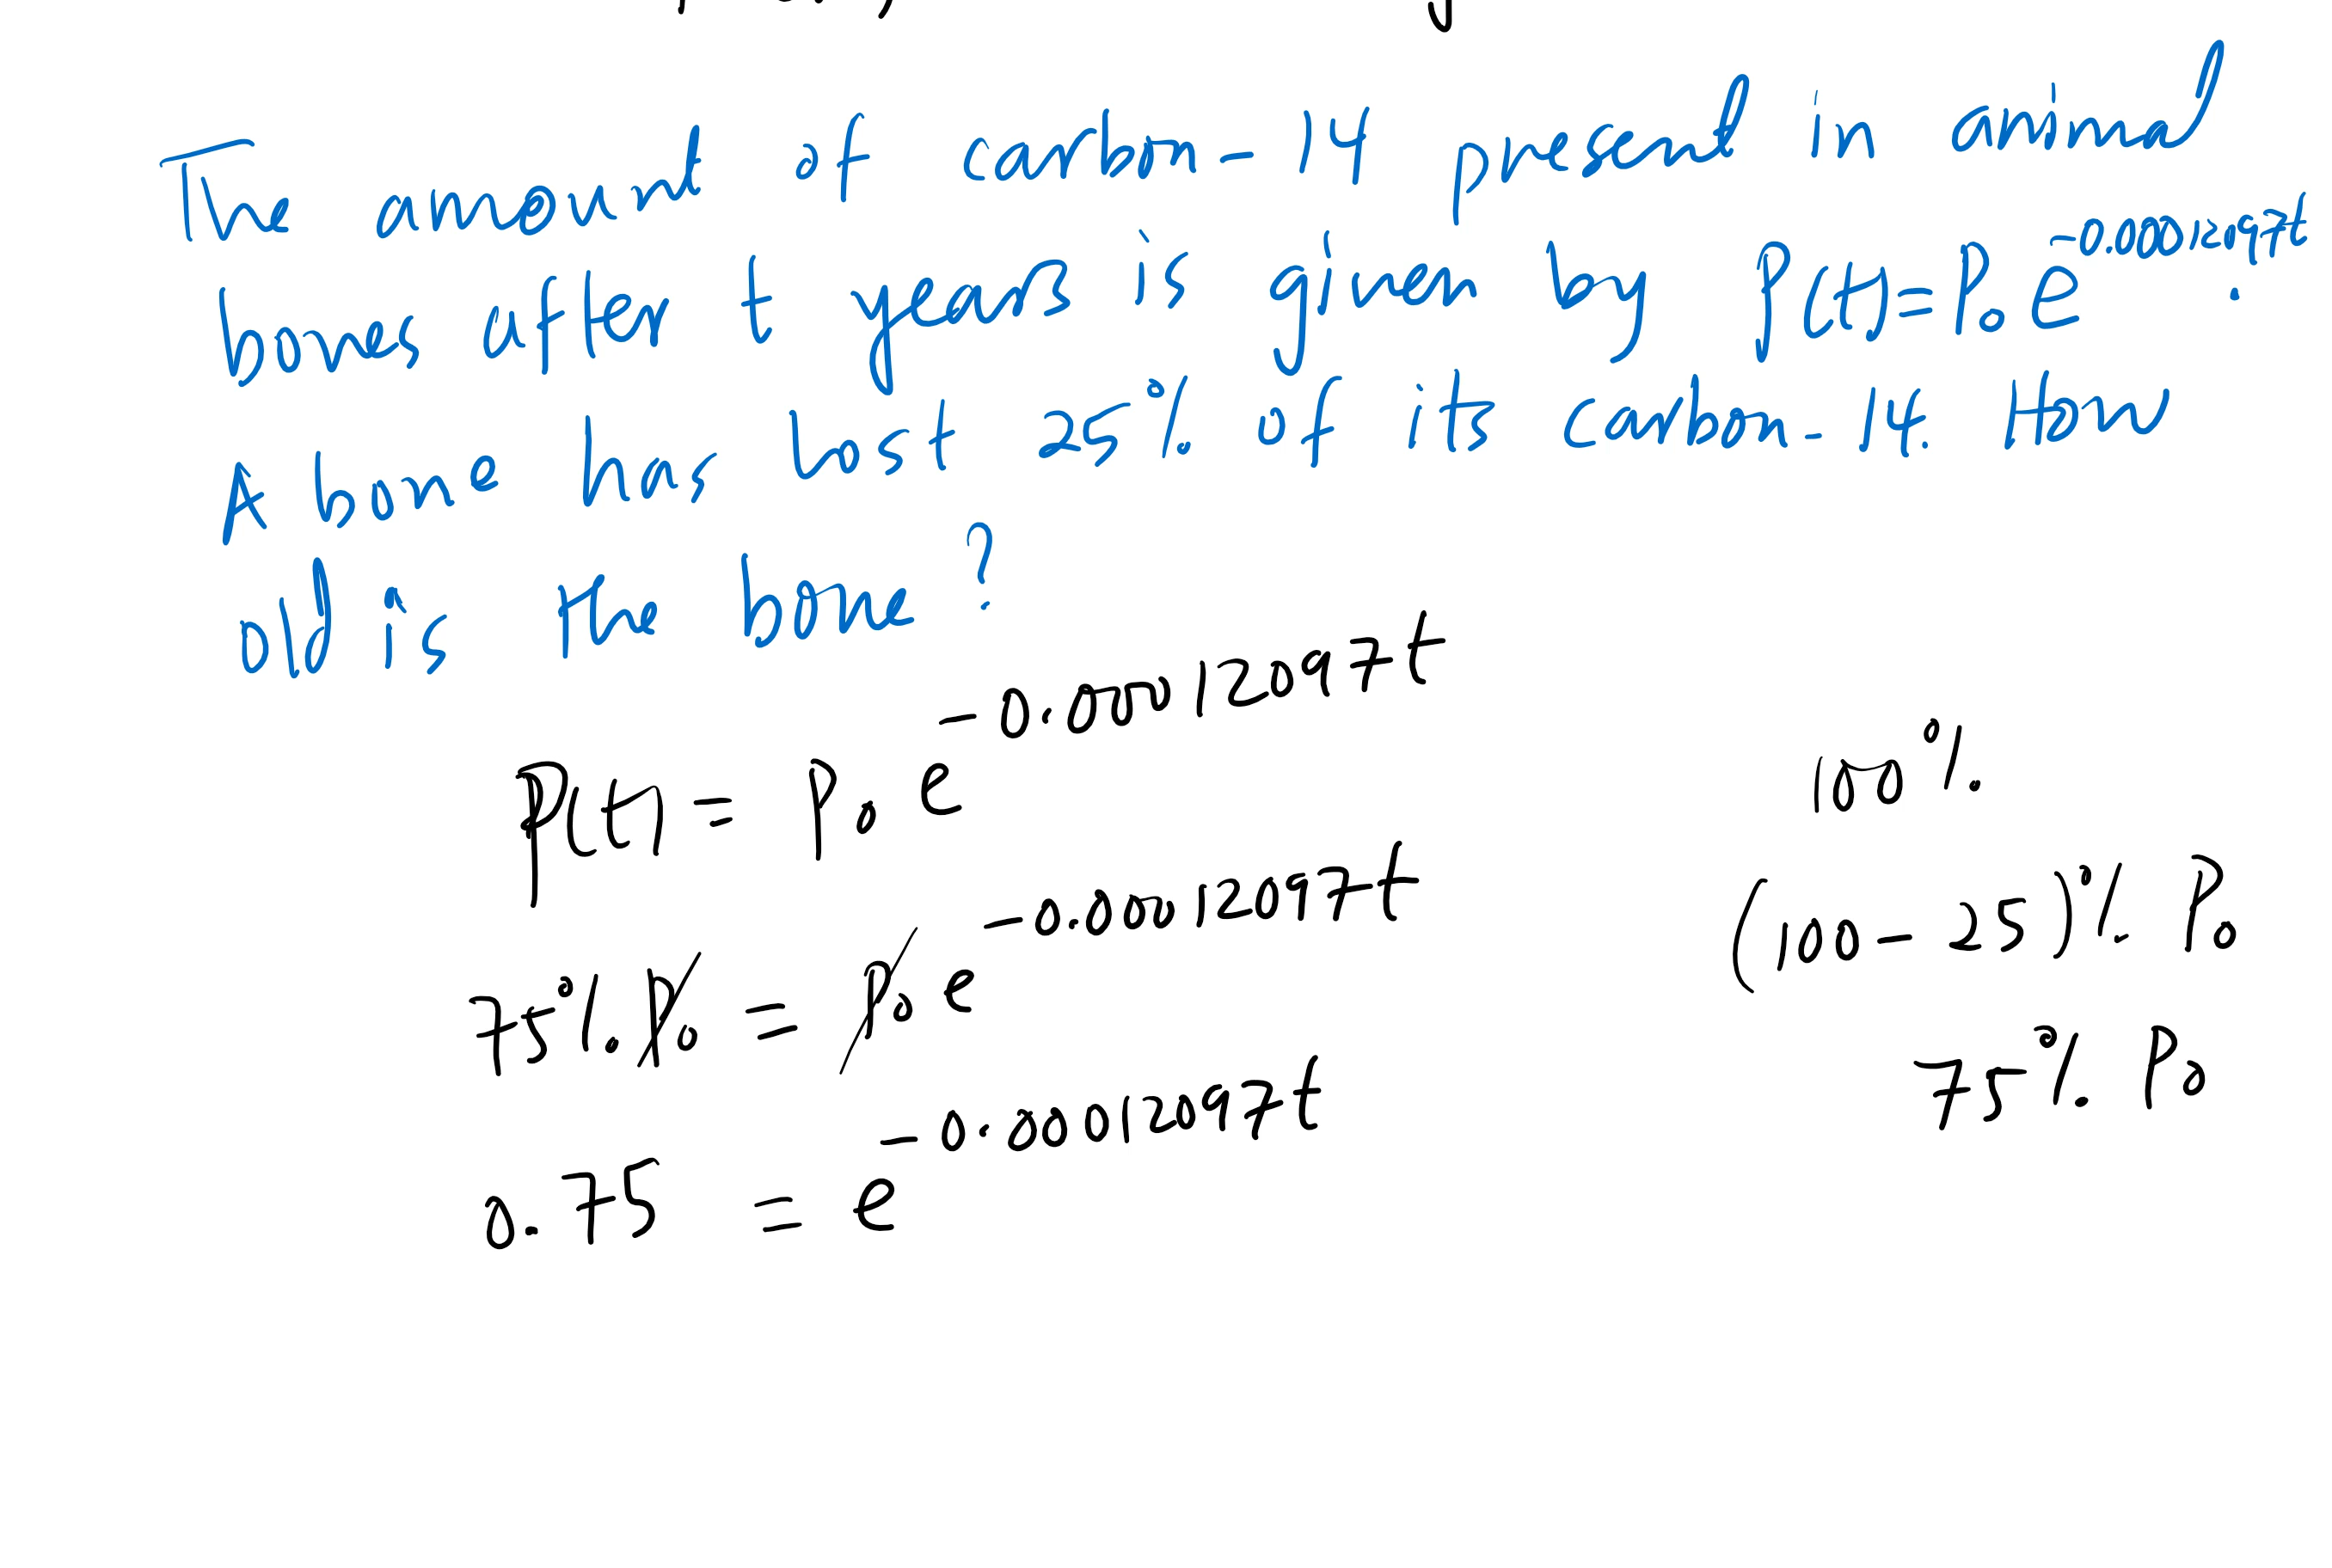 The amount of carbon-14 present in animal
bones after t years is given by P(t)=P₀e^-0.00012097t.
A bone has lost 25% of its carbon-14. How
old is the bone?
P(t) = P₀ e^-0.00012097t
100%
75% P₀ = P₀ e^-0.00012097t
(100-25)% P₀
75% P₀
0.75 = e^-0.00012097t